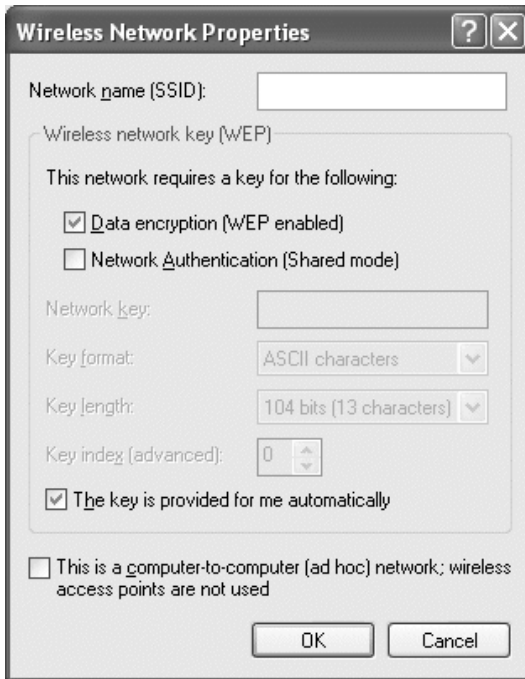 Wireless Network Properties
Network name (SSID):
Wireless network key (WEP)
This network requires a key for the following:
Data encryption (WEP enabled)
Network Authentication (Shared mode)
Network key:
Key format: ASCII characters
Key length: 104 bits (13 characters)
Key index (advanced): 0
The key is provided for me automatically
This is a computer-to-computer (ad hoc) network; wireless
access points are not used
OK Cancel